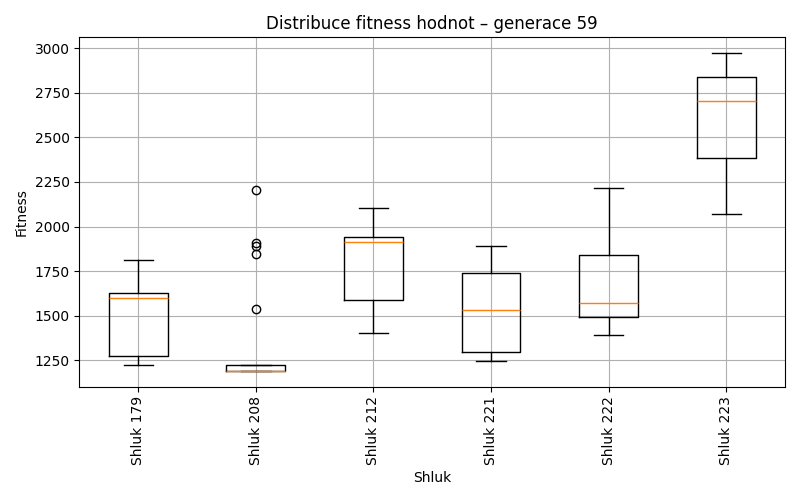 Distribuce fitness hodnot – generace 59
3000
2750
2500
2250
2000
1750
1500
1250
Fitness
Shluk 179
Shluk 208
Shluk 212
Shluk 221
Shluk 222
Shluk 223
Shluk